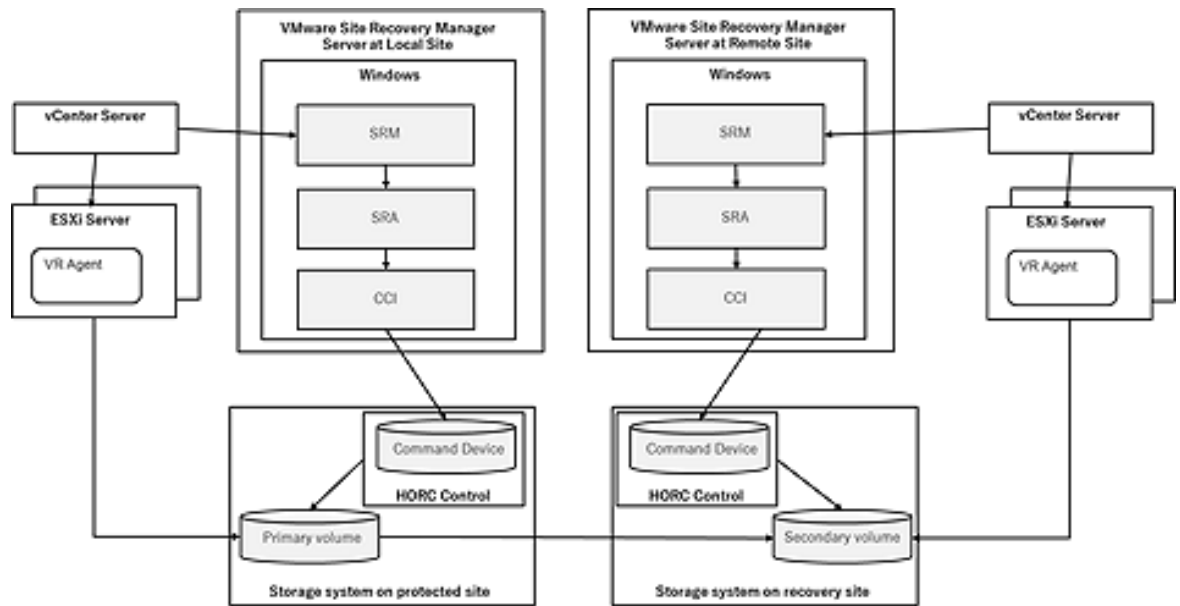 VMware Site Recovery Manager
Server at Local Site
Windows
SRM
SRA
CCI
VMware Site Recovery Manager
Server at Remote Site
Windows
SRM
SRA
CCI
vCenter Server
ESXi Server
VR Agent
vCenter Server
ESXi Server
VR Agent
Command Device
HORC Control
Primary volume
Storage system on protected site
Command Device
HORC Control
Secondary volume
Storage system on recovery site